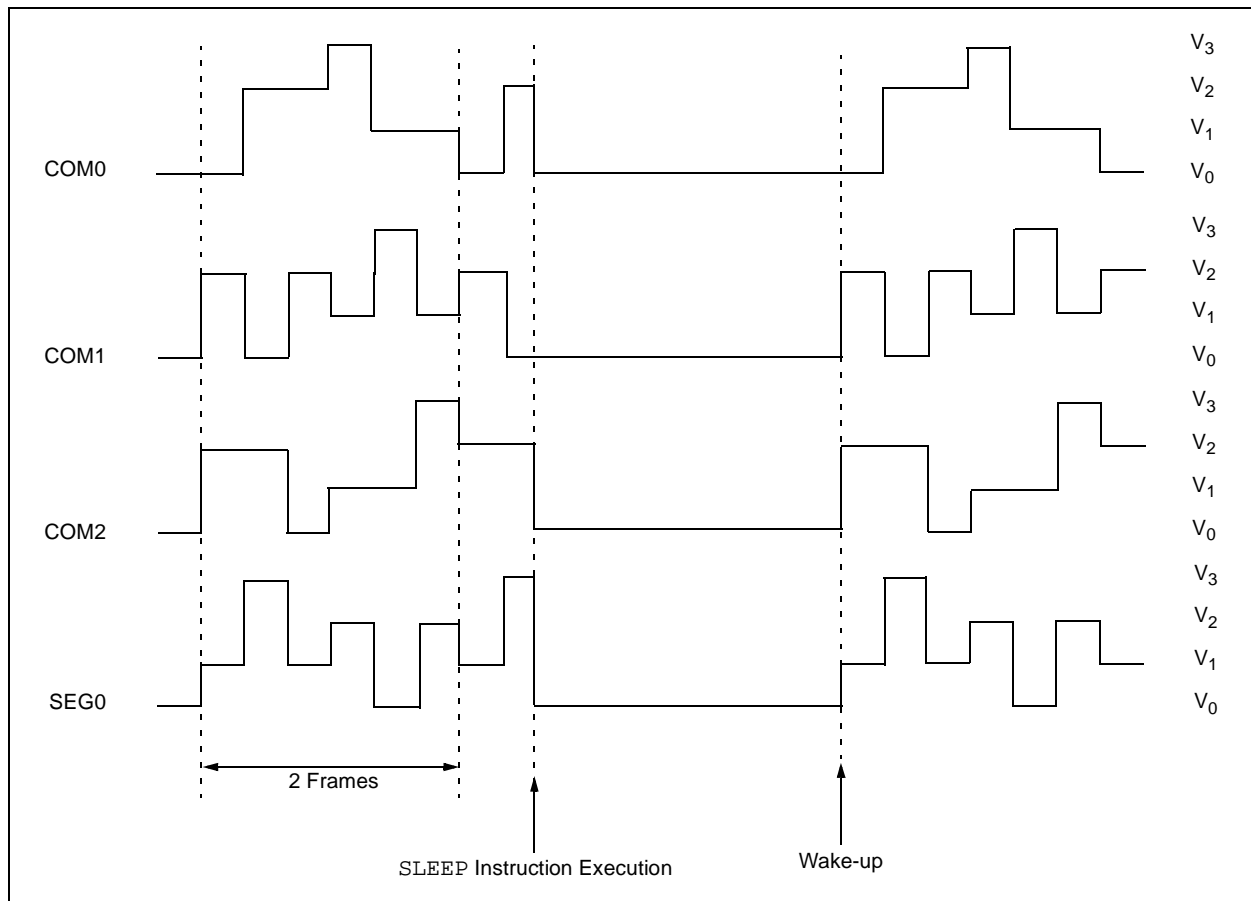 V3
V2
V1
COM0
V0
V3
V2
V1
COM1
V0
V3
V2
V1
COM2
V0
V3
V2
V1
SEG0
V0
2 Frames
SLEEP Instruction Execution
Wake-up